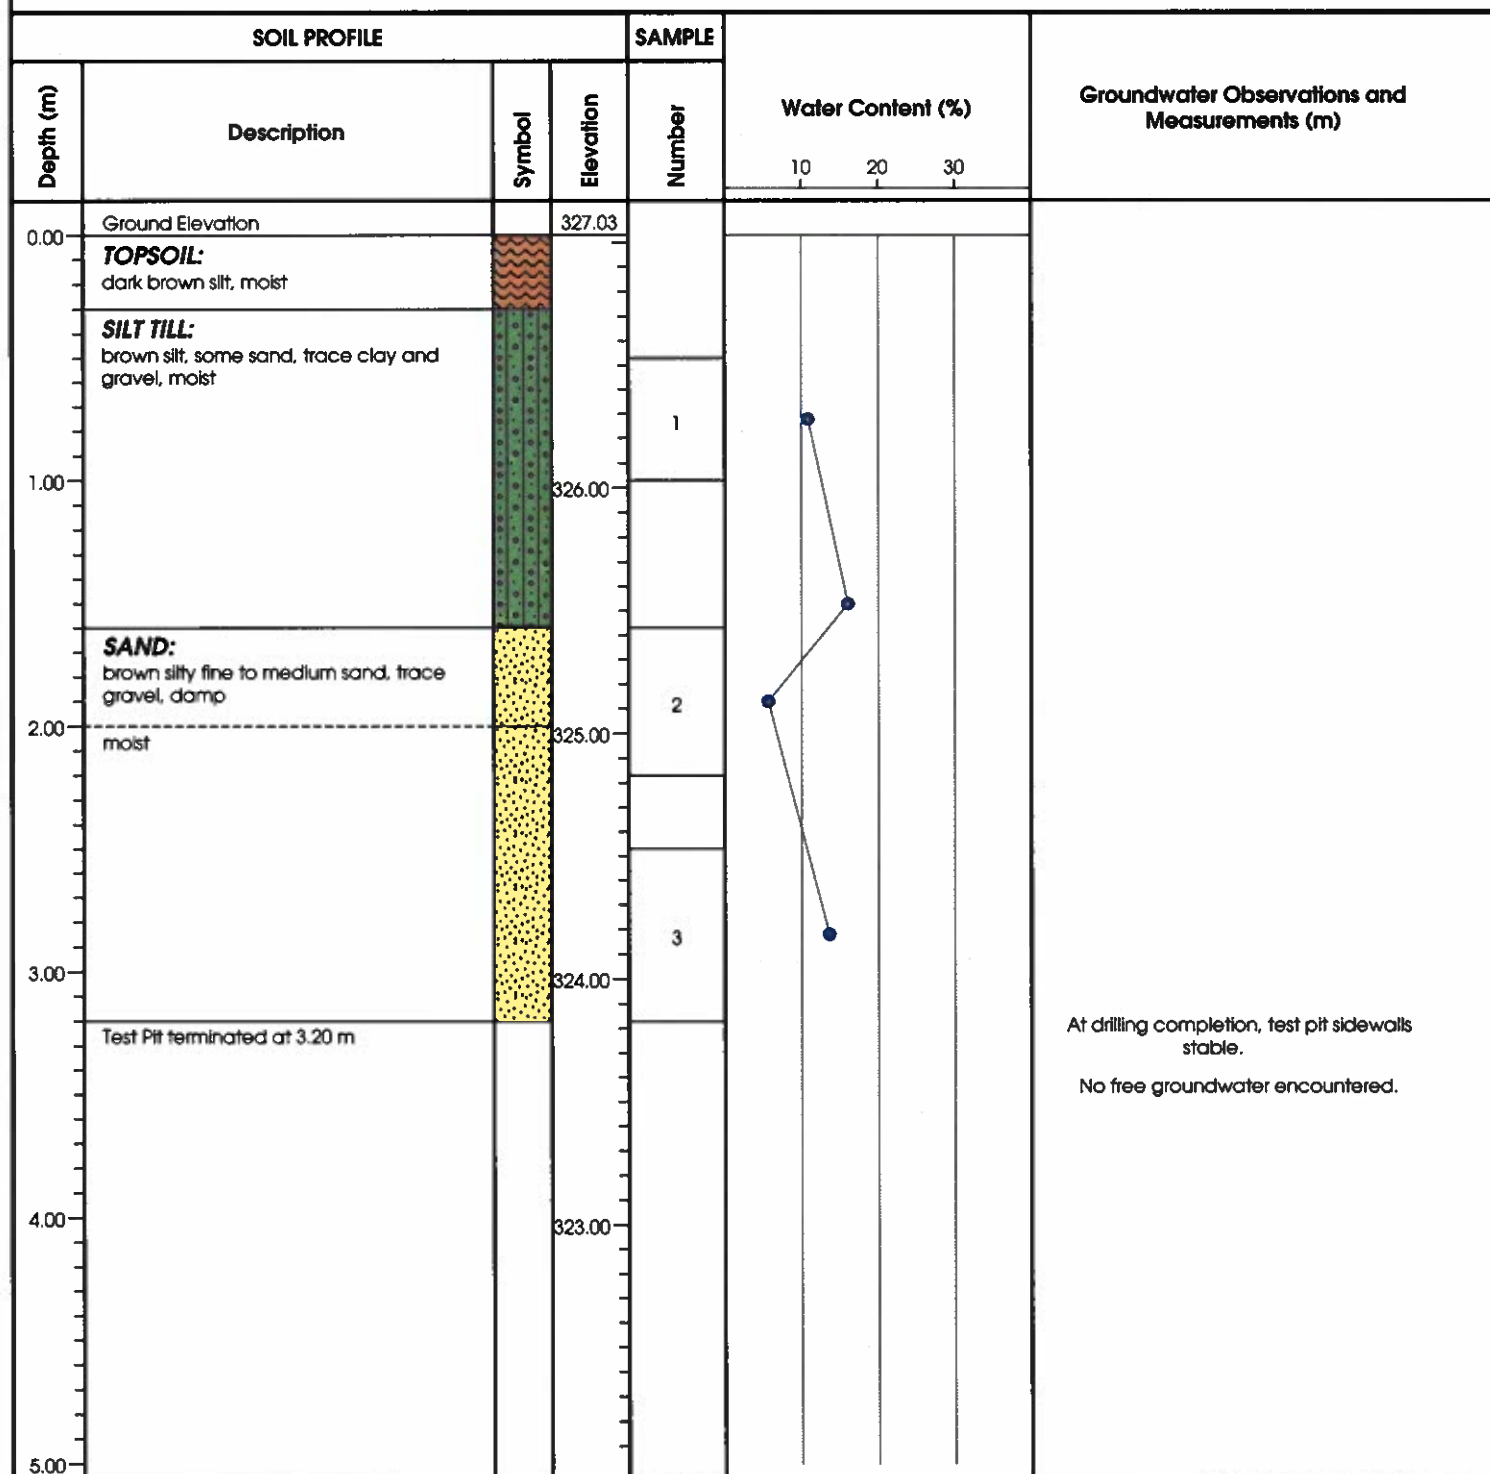 SOIL PROFILE
SAMPLE
Depth (m)
Description
Symbol
Elevation
Number
Water Content (%)
10 20 30
Groundwater Observations and
Measurements (m)
Ground Elevation
327.03
0.00
TOPSOIL:
dark brown silt, moist
SILT TILL:
brown silt, some sand, trace clay and
gravel, moist
1
1.00
326.00
SAND:
brown silty fine to medium sand, trace
gravel, damp
2
2.00
325.00
moist
3
3.00
324.00
Test Pit terminated at 3.20 m
At drilling completion, test pit sidewalls
stable.
No free groundwater encountered.
4.00
323.00
5.00